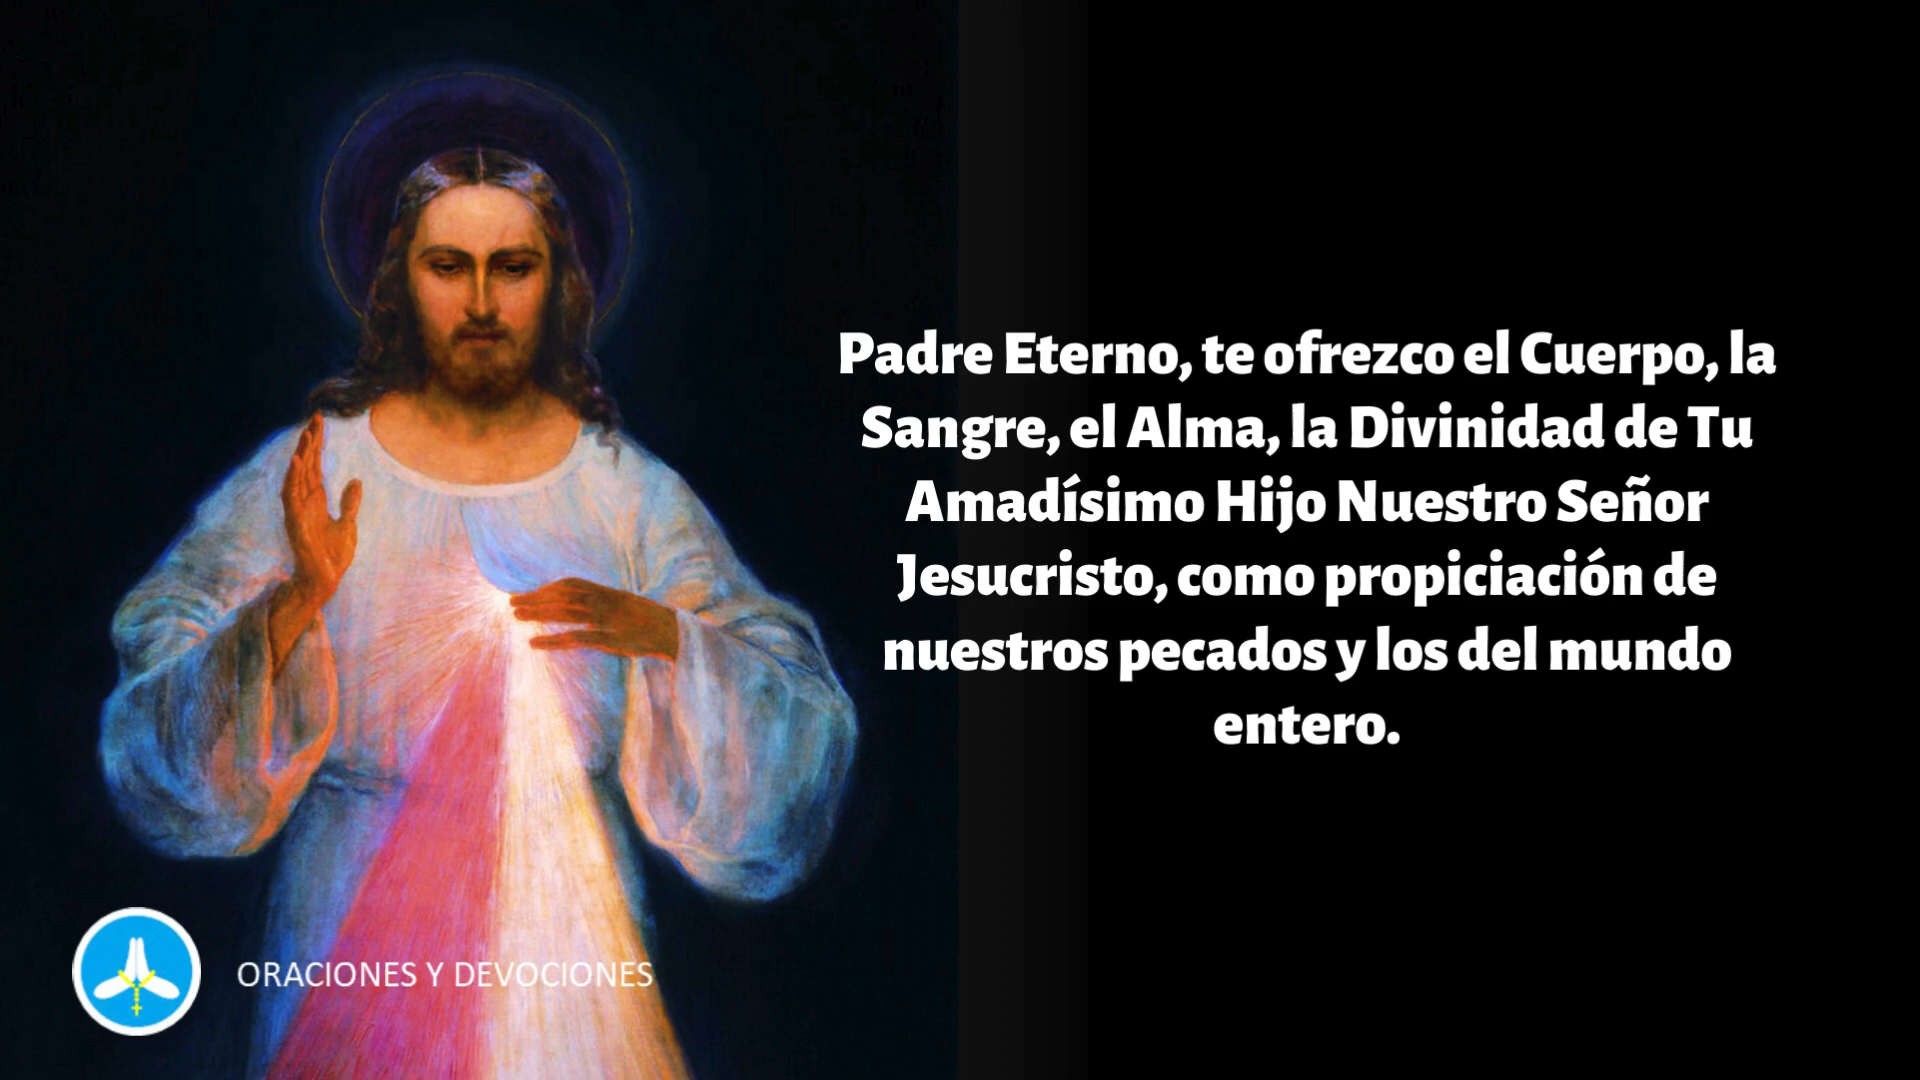 Padre Eterno, te ofrezco el Cuerpo, la
Sangre, el Alma, la Divinidad de Tu
Amadísimo Hijo Nuestro Señor
Jesucristo, como propiciación de
nuestros pecados y los del mundo
entero.
ORACIONES Y DEVOCIONES